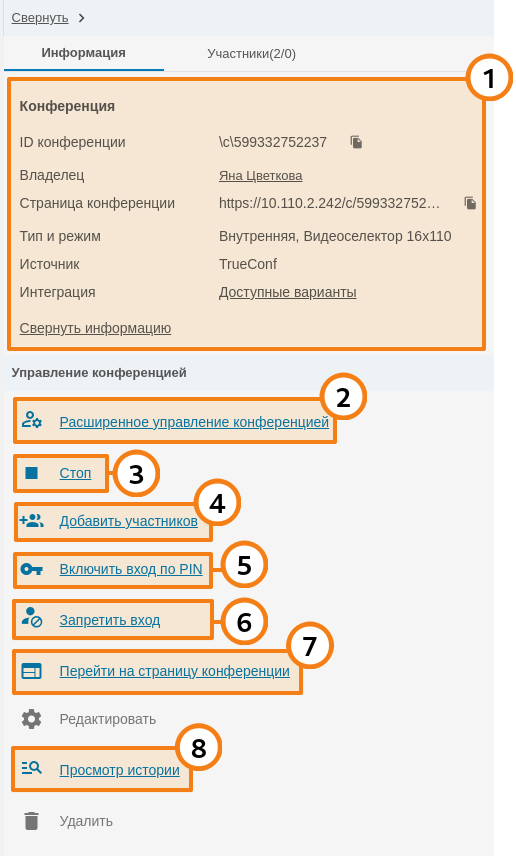 Свернуть
Информация Участники(2/0)
1
Конференция
ID конференции \c\599332752237
Владелец Яна Цветкова
Страница конференции https://10.110.2.242/c/599332752...
Тип и режим Внутренняя, Видеоселектор 16x110
Источник TrueConf
Интеграция Доступные варианты
Свернуть информацию
Управление конференцией
2
Расширенное управление конференцией
Стоп 3
4
Добавить участников
Включить вход по PIN 5
Запретить вход 6
7
Перейти на страницу конференции
Редактировать
8
Просмотр истории
Удалить